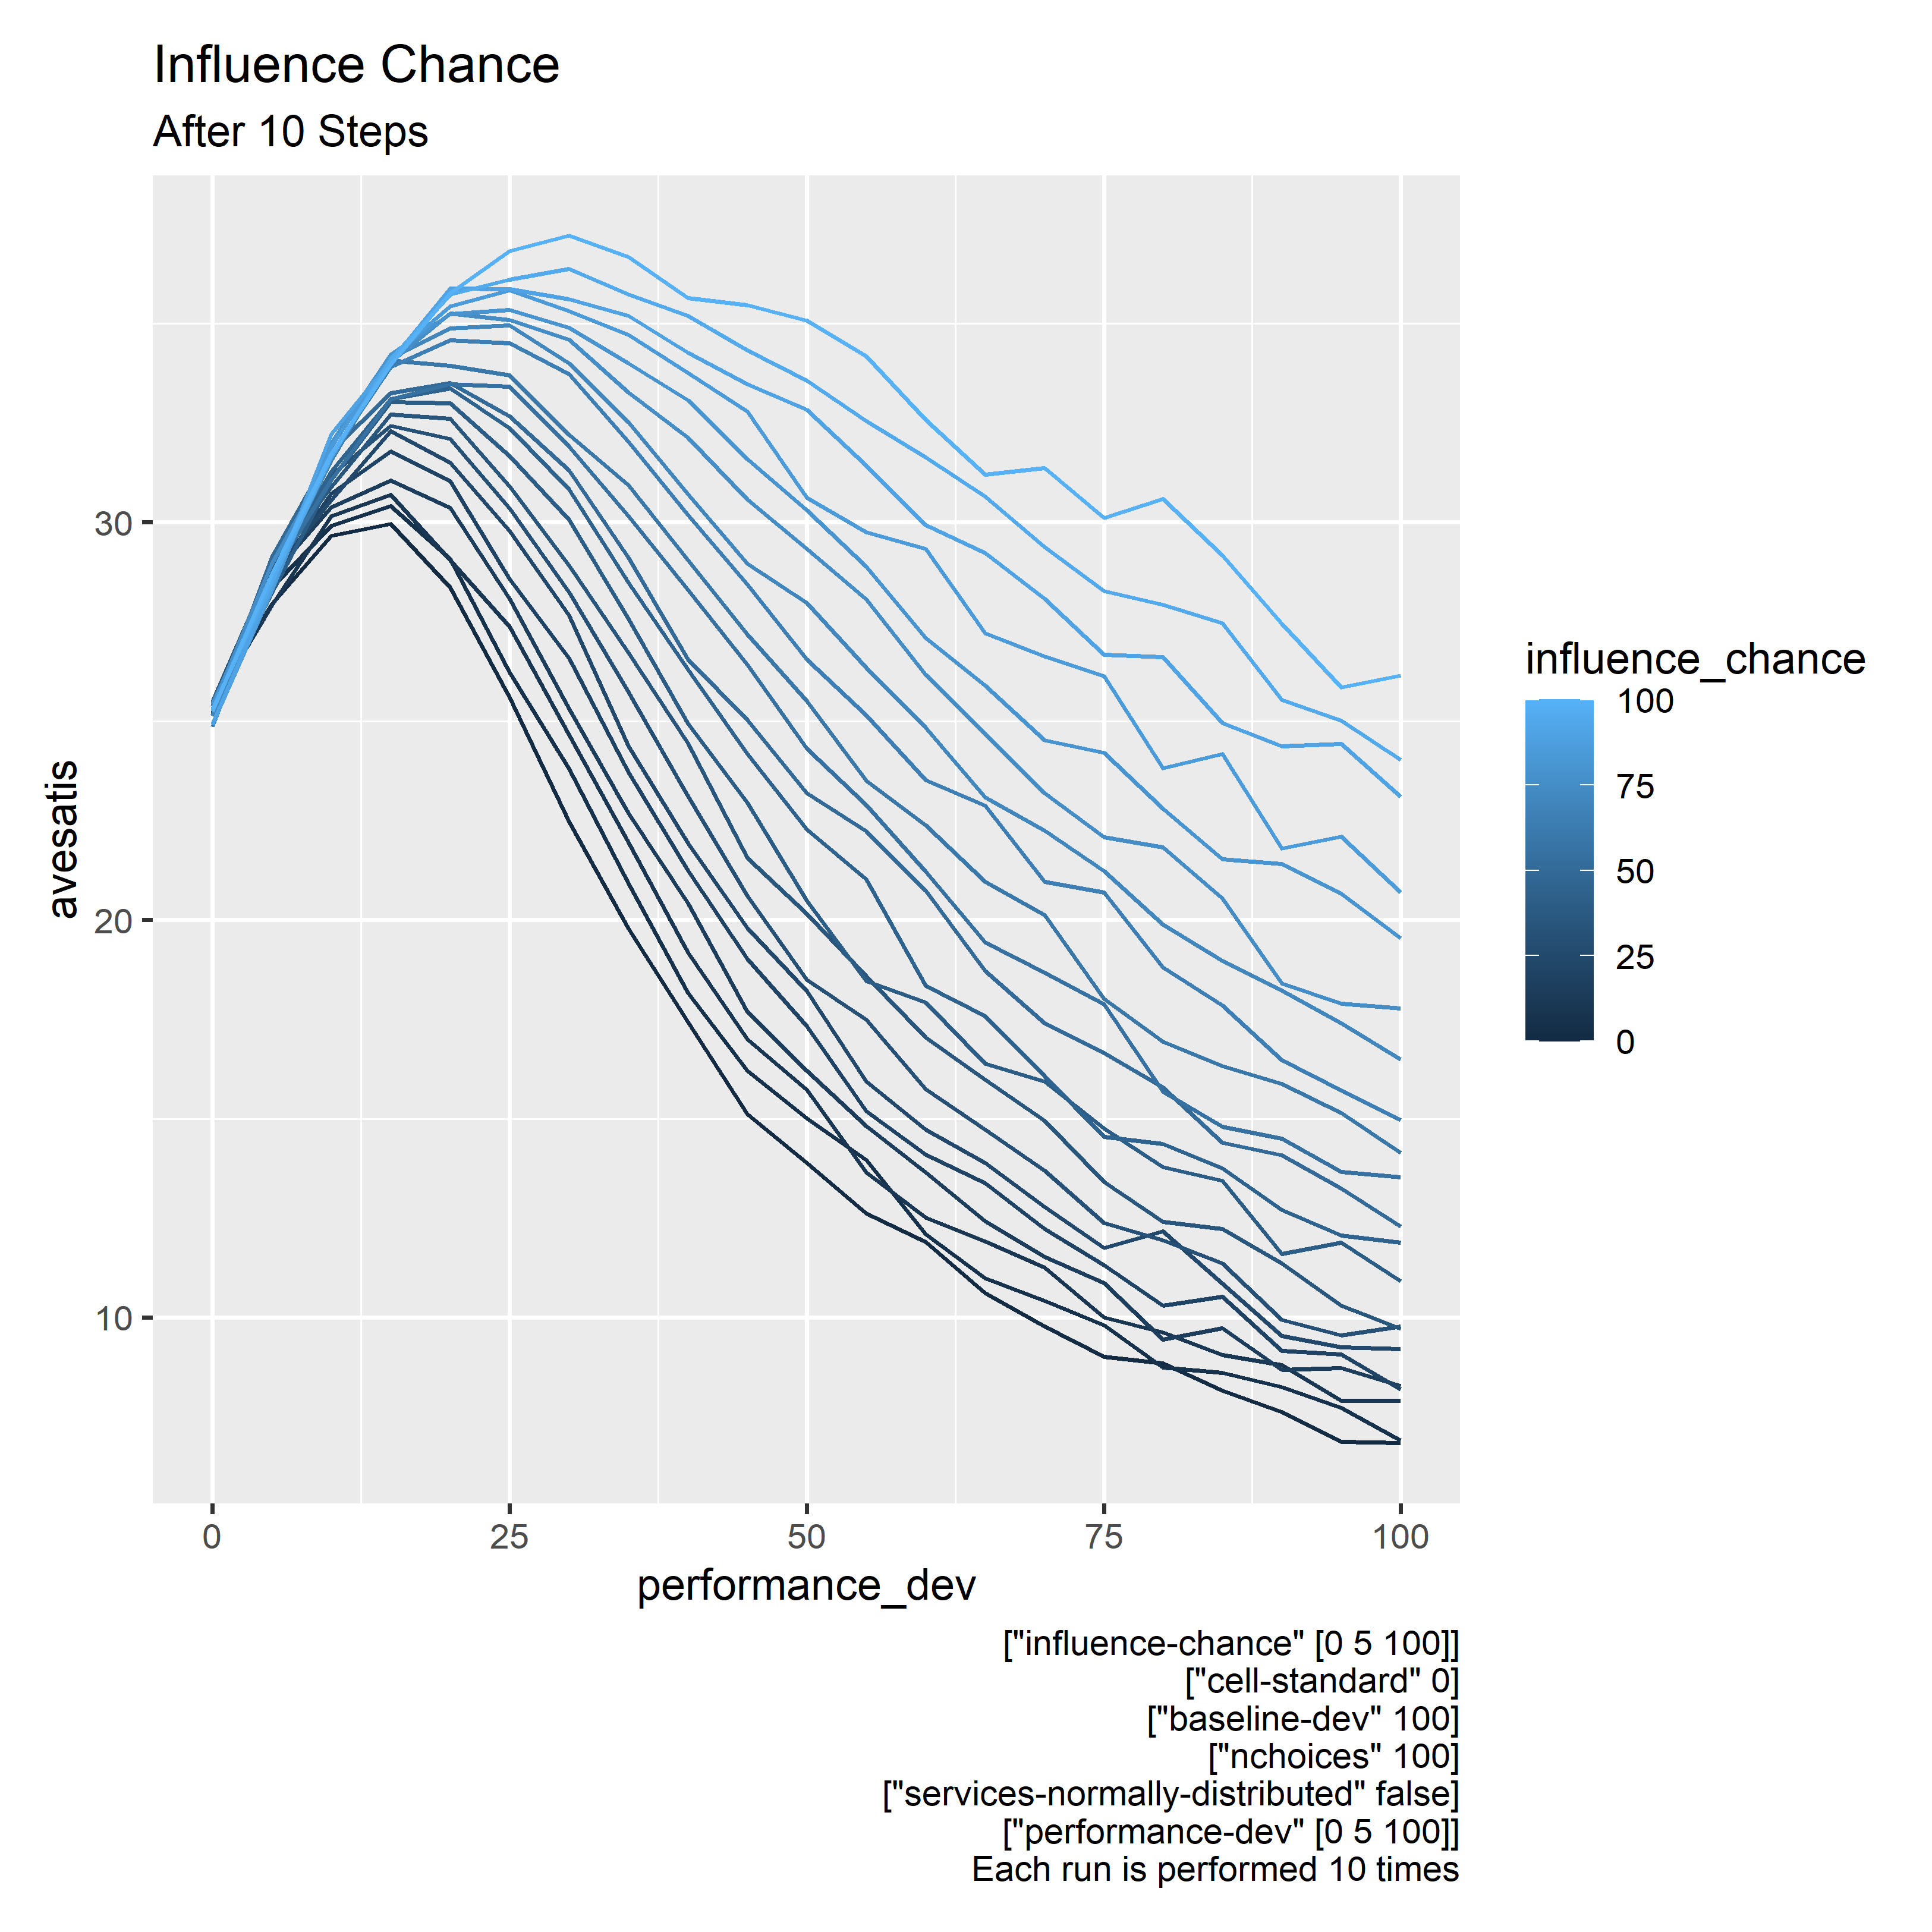 Influence Chance
After 10 Steps
avesatis
30
20
10
0
25
50
75
100
performance_dev
influence_chance
100
75
50
25
0
["influence-chance" [0 5 100]]
["cell-standard" 0]
["baseline-dev" 100]
["nchoices" 100]
["services-normally-distributed" false]
["performance-dev" [0 5 100]]
Each run is performed 10 times